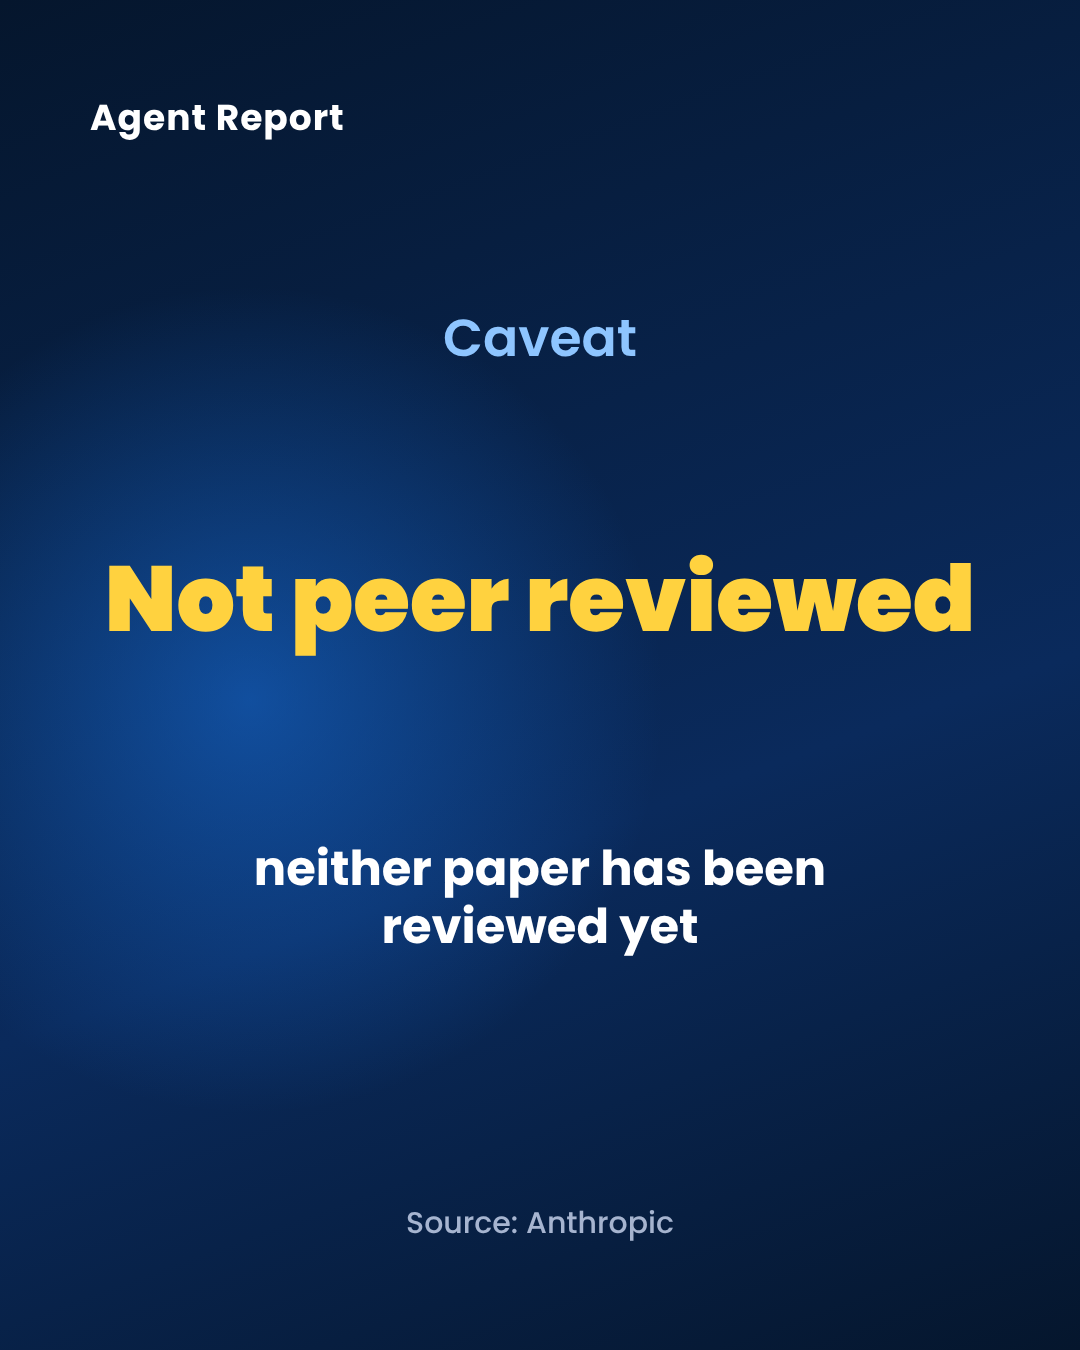 Agent Report
Caveat
Not peer reviewed
neither paper has been
reviewed yet
Source: Anthropic